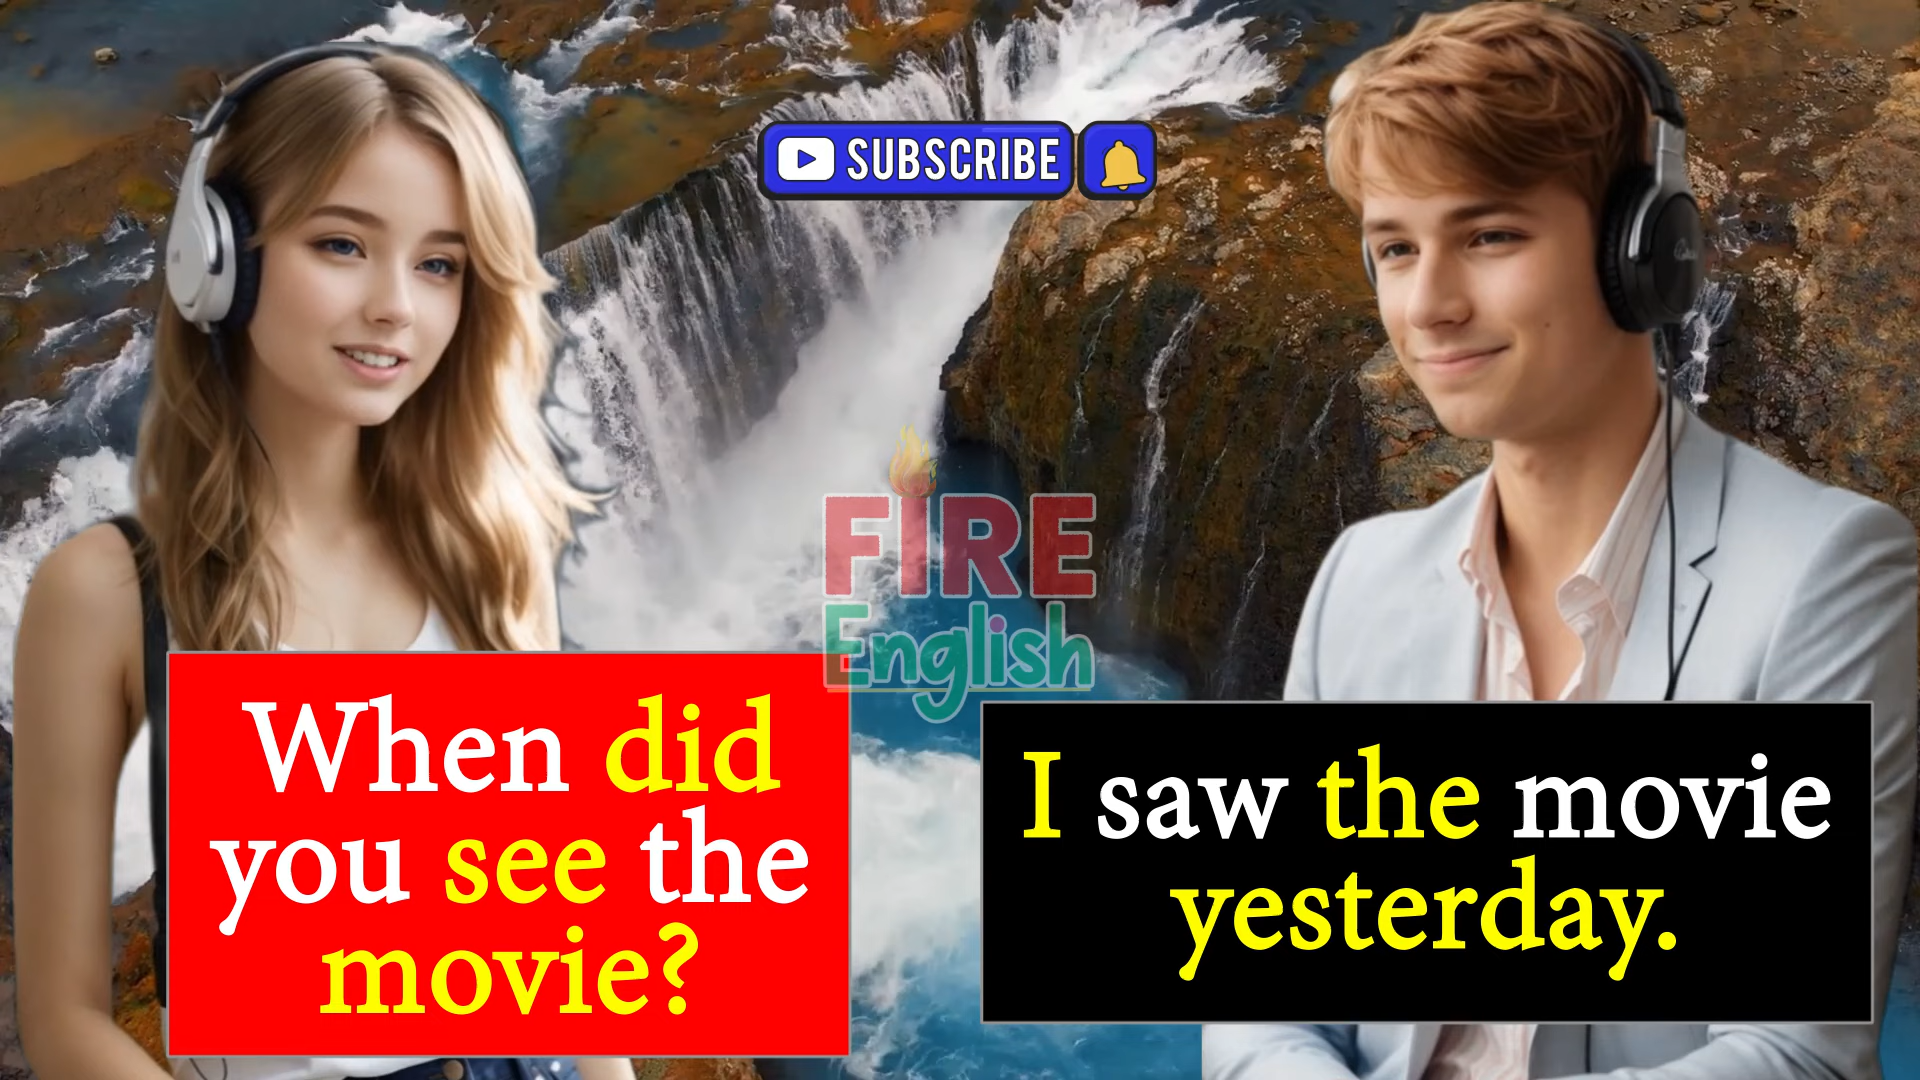 SUBSCRIBE
FIRE
English
When did
you see the
movie?
I saw the movie
yesterday.